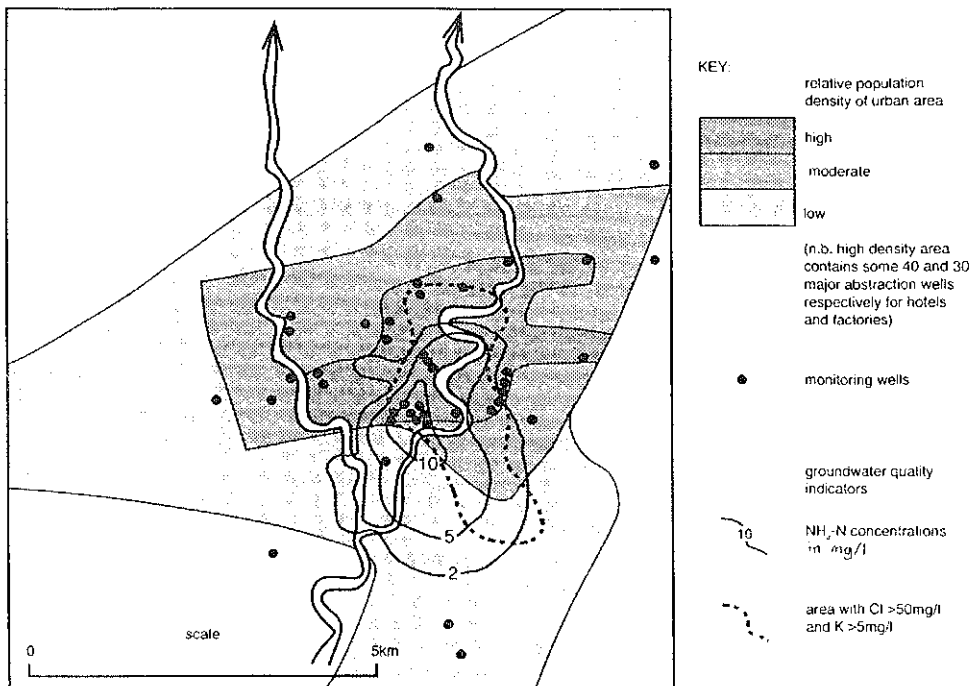 KEY:
relative population
density of urban area
high
moderate
low
(n.b. high density area
contains some 40 and 30
major abstraction wells
respectively for hotels
and factories)
monitoring wells
groundwater quality
indicators
10
NH₄-N concentrations
in mg/l
area with Cl >50mg/l
and K >5mg/l
10
5
2
scale
0 5km